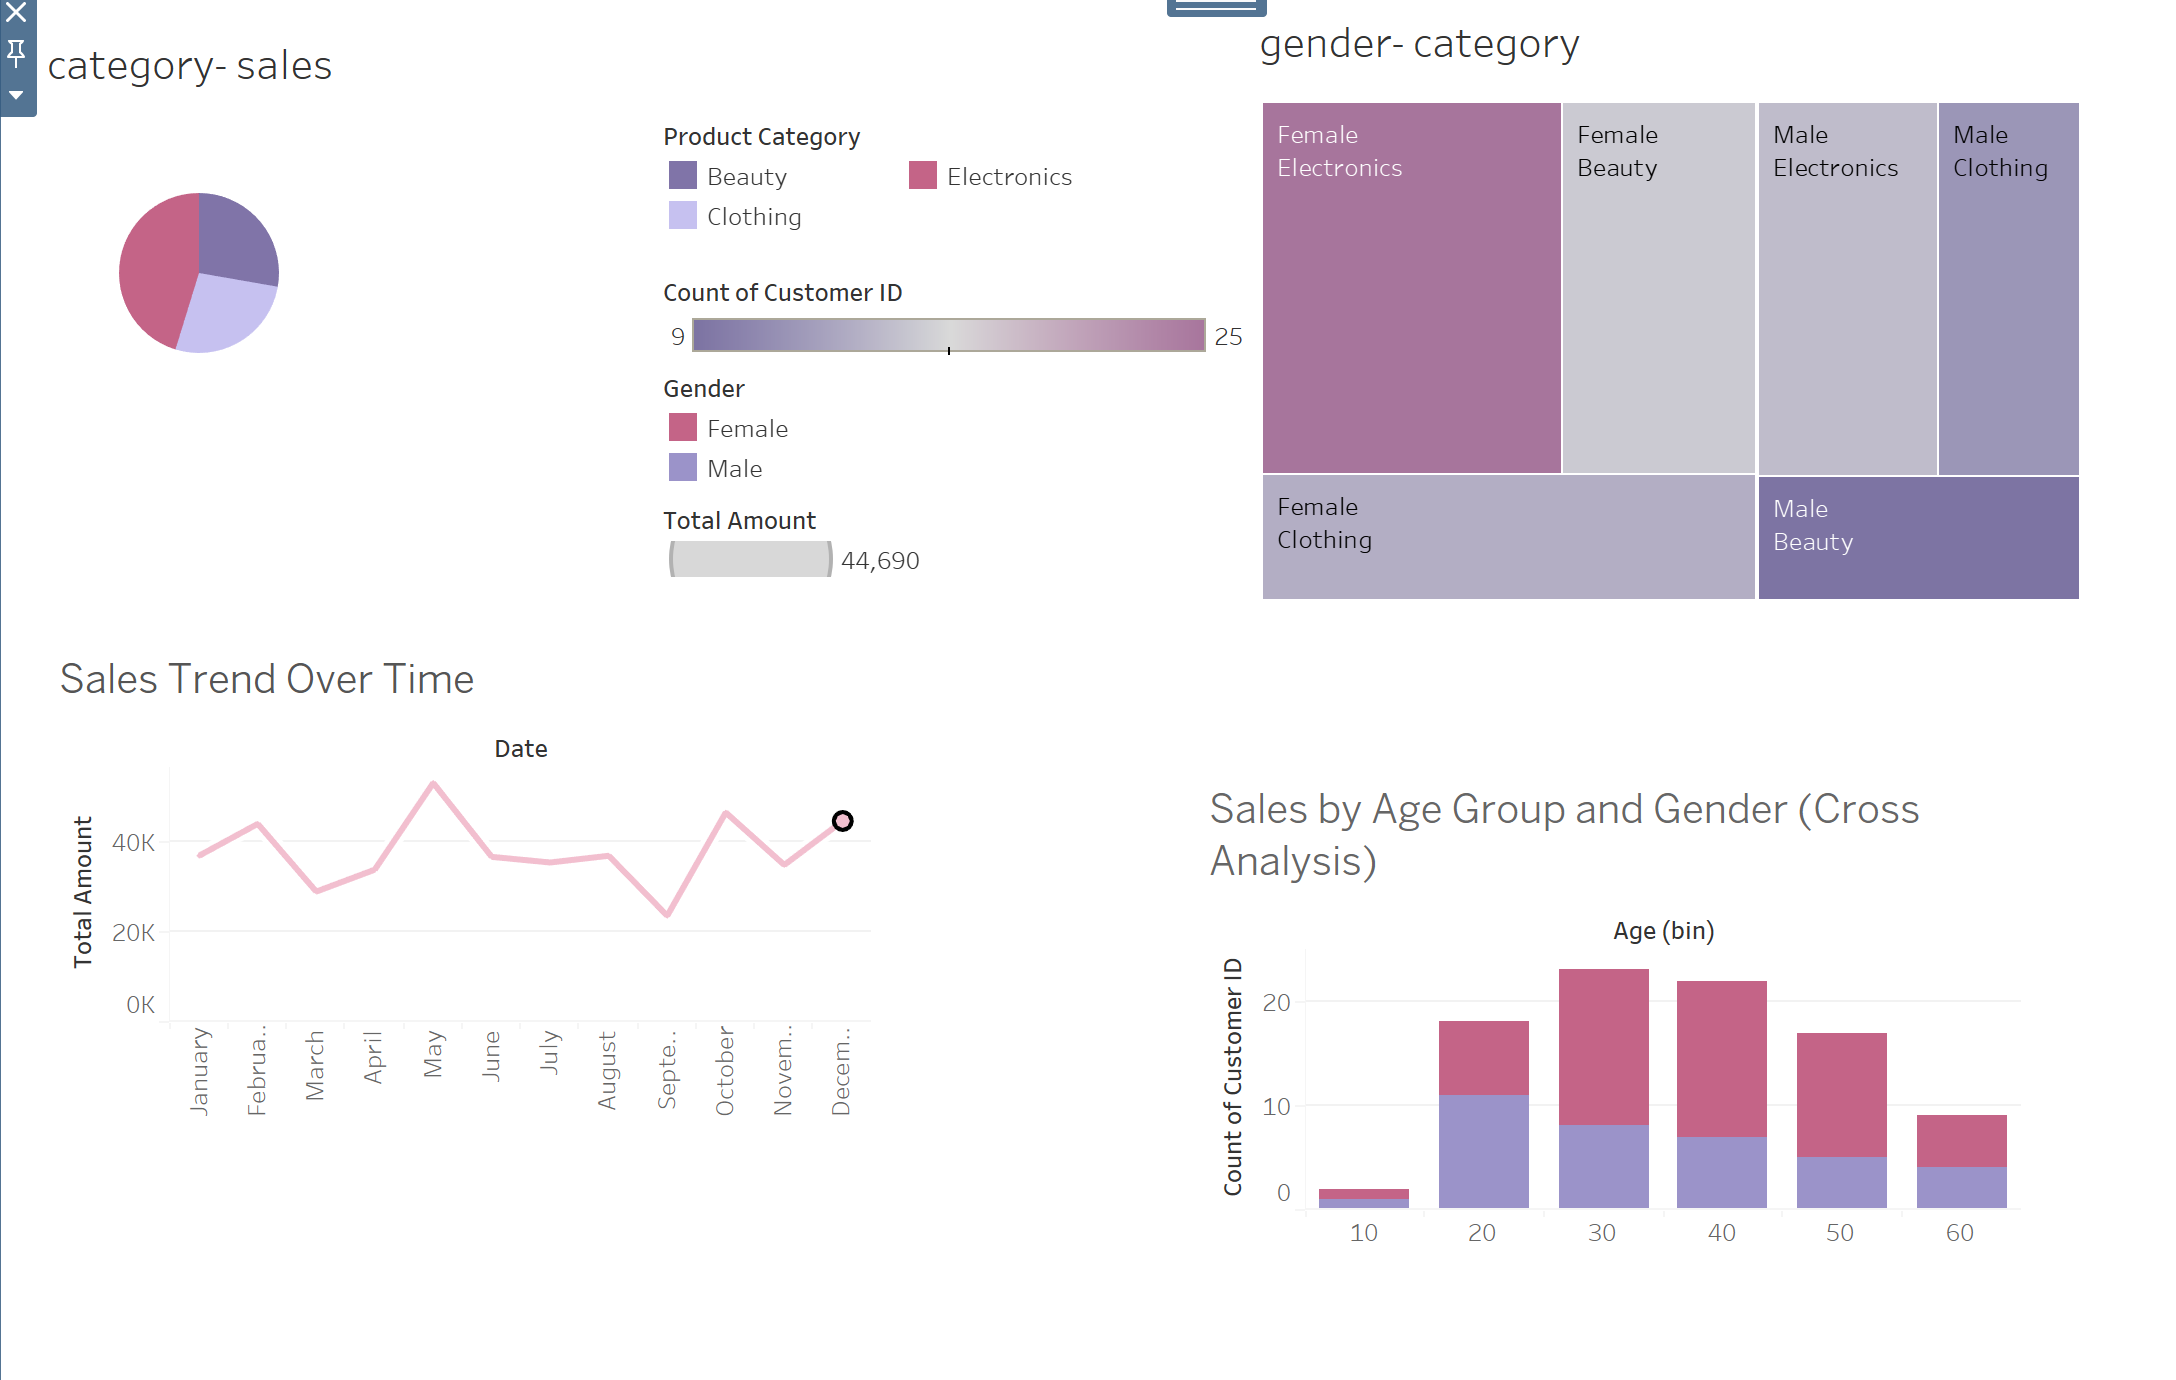 category- sales
Product Category
Beauty
Electronics
Clothing
Count of Customer ID
9
25
Gender
Female
Male
Total Amount
44,690
gender- category
Female
Electronics
Female
Beauty
Male
Electronics
Male
Clothing
Female
Clothing
Male
Beauty
Sales Trend Over Time
Date
Total Amount
40K
20K
0K
January
Februa..
March
April
May
June
July
August
Septe..
October
Novem..
Decem..
Sales by Age Group and Gender (Cross
Analysis)
Age (bin)
Count of Customer ID
20
10
0
10
20
30
40
50
60